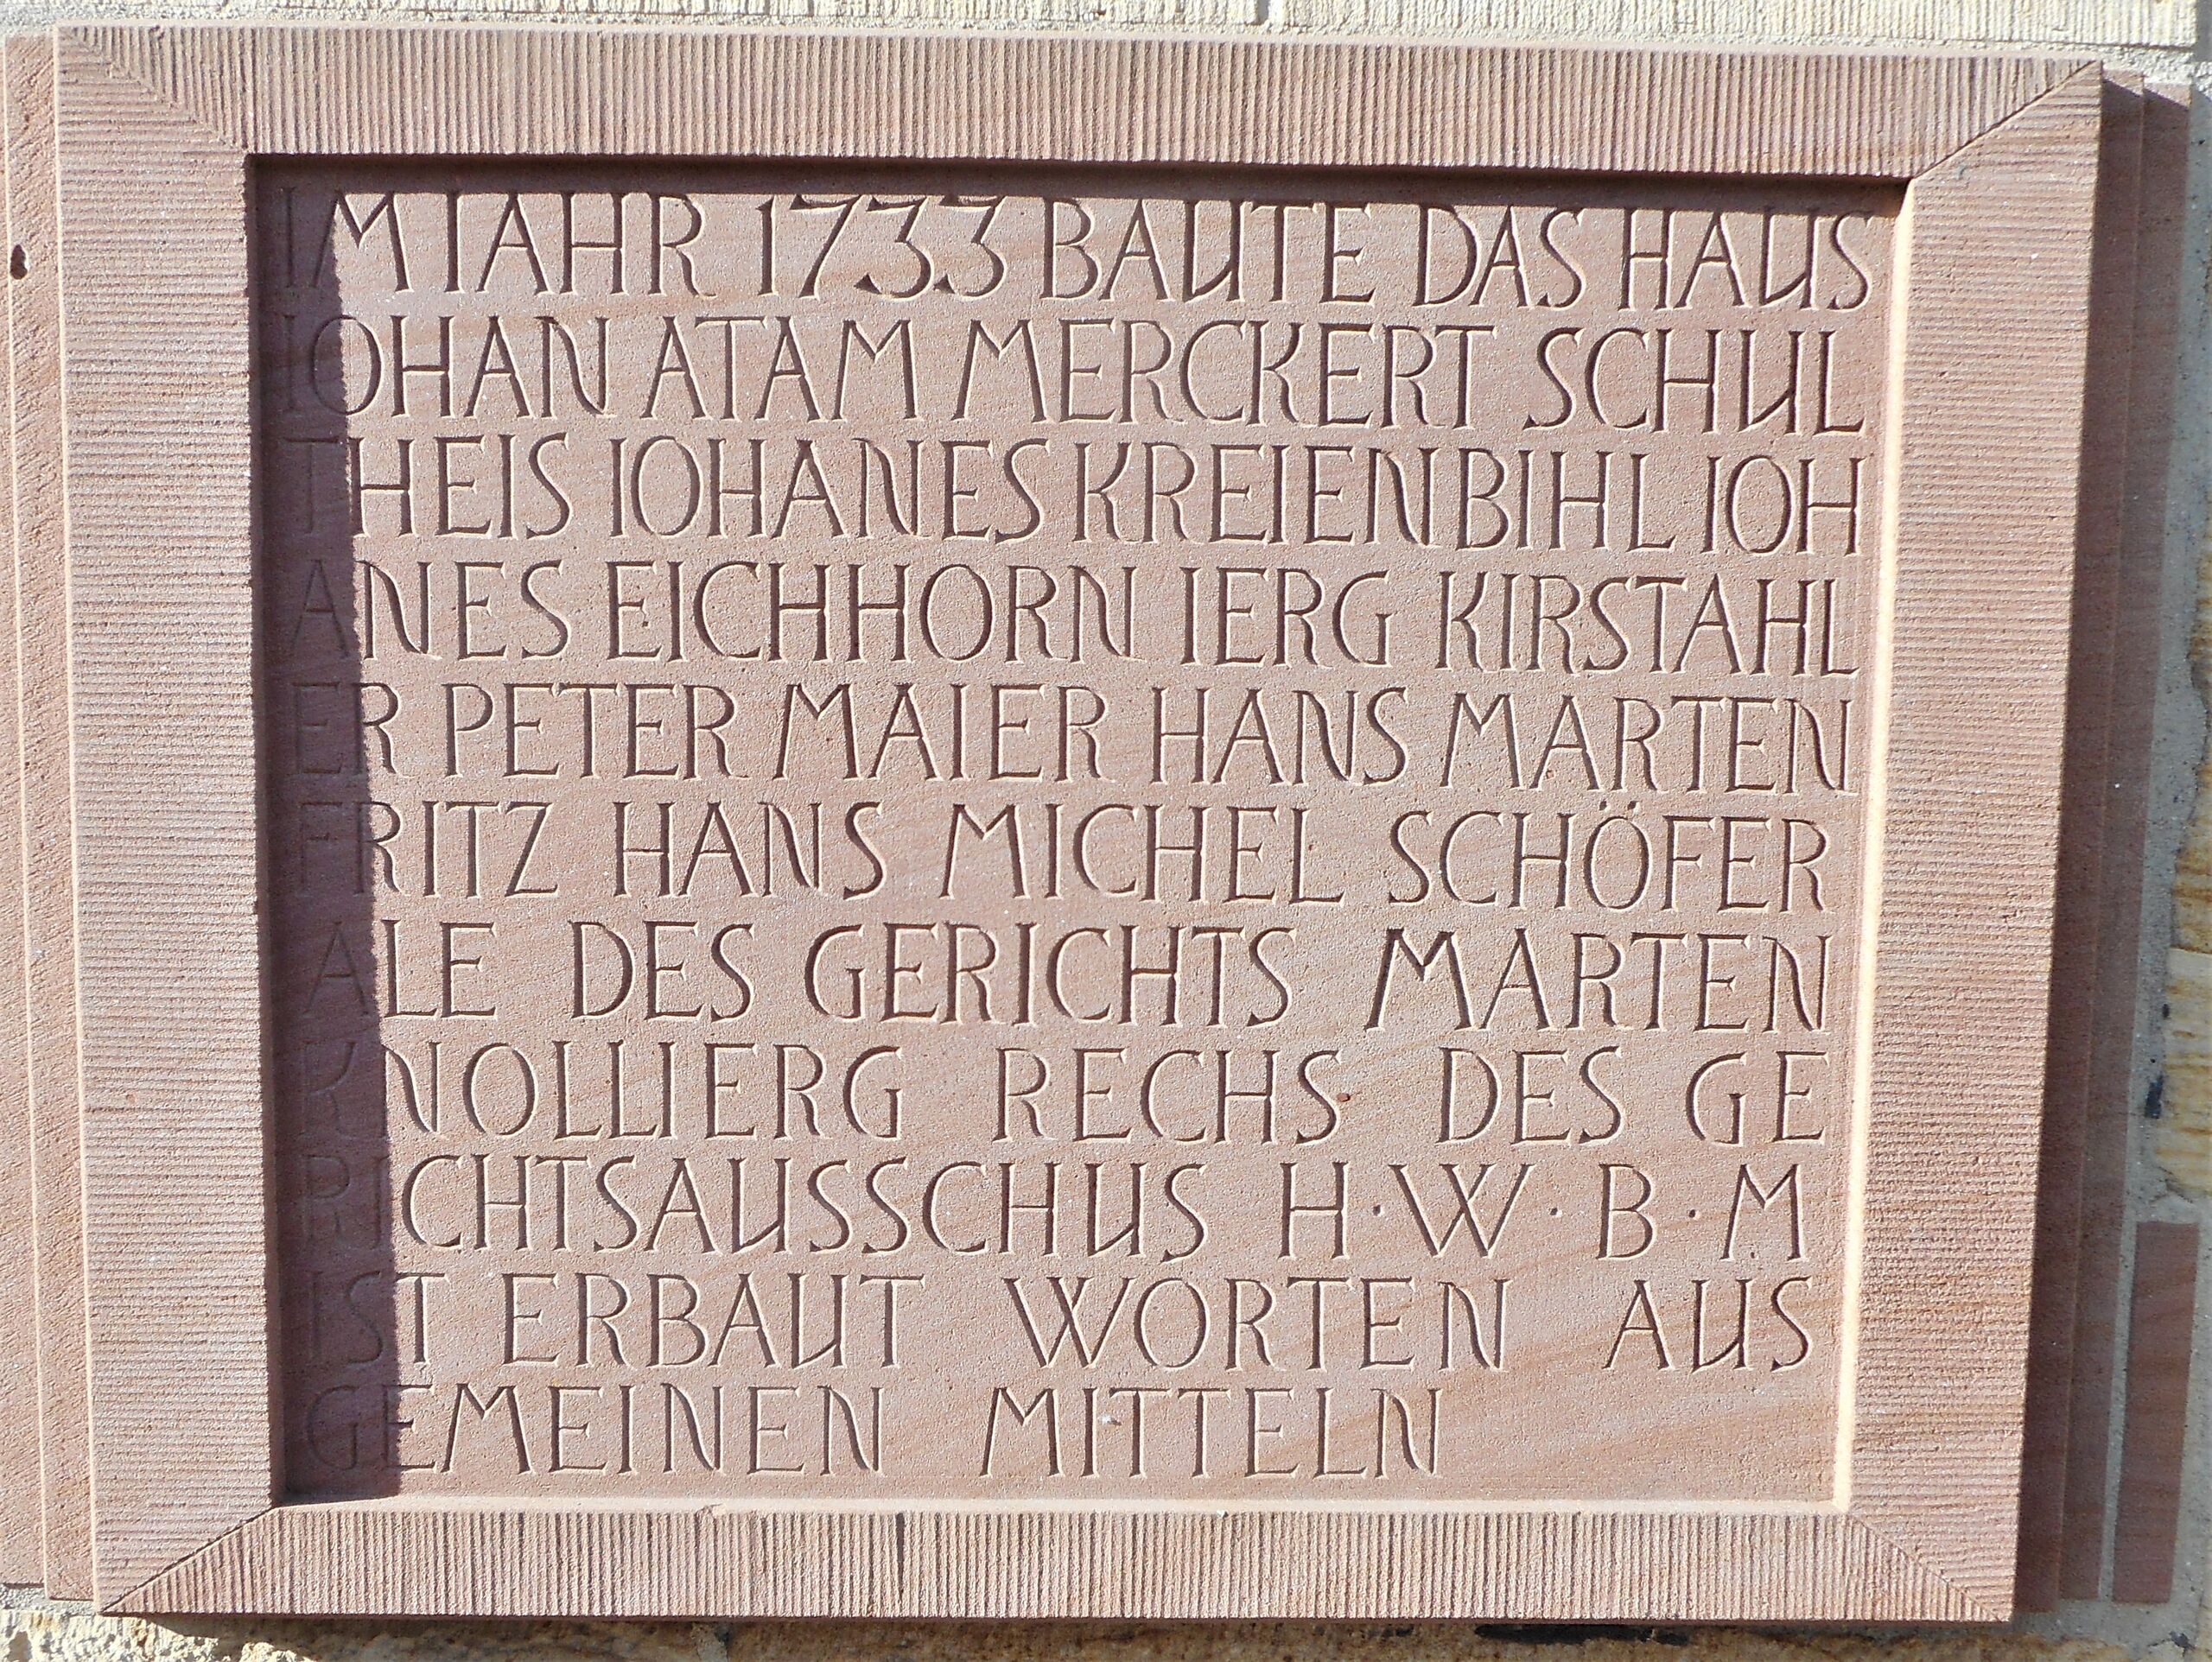 IM IAHR 1733 BAUTE DAS HAUS
IOHAN ATAM MERCKERT SCHUL
THEIS IOHANES KREIENBIHL IOH
ANES EICHHORN IERG KIRSTAHL
ER PETER MAIER HANS MARTEN
FRITZ HANS MICHEL SCHÖFER
ALE DES GERICHTS MARTEN
KNOLL IERG RECHS DES GE
RICHTSAUSSCHUS H·W·B·M
IST ERBAUT WORTEN AUS
GEMEINEN MITTELN